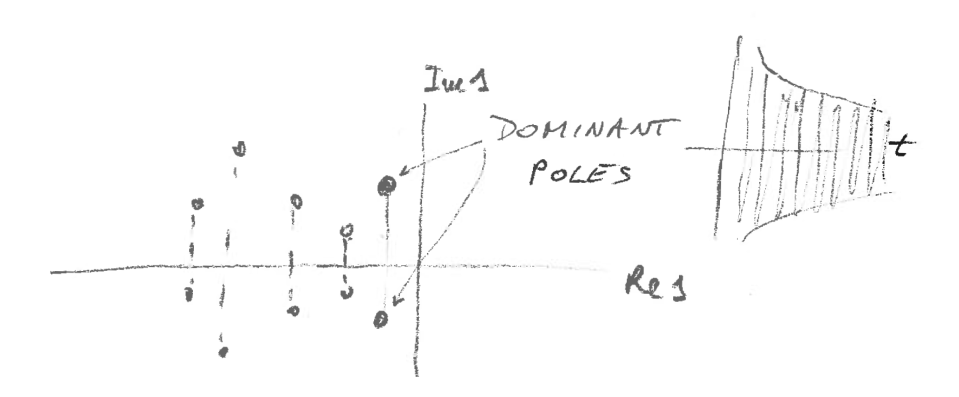 Im s
DOMINANT
POLES
t
Re s